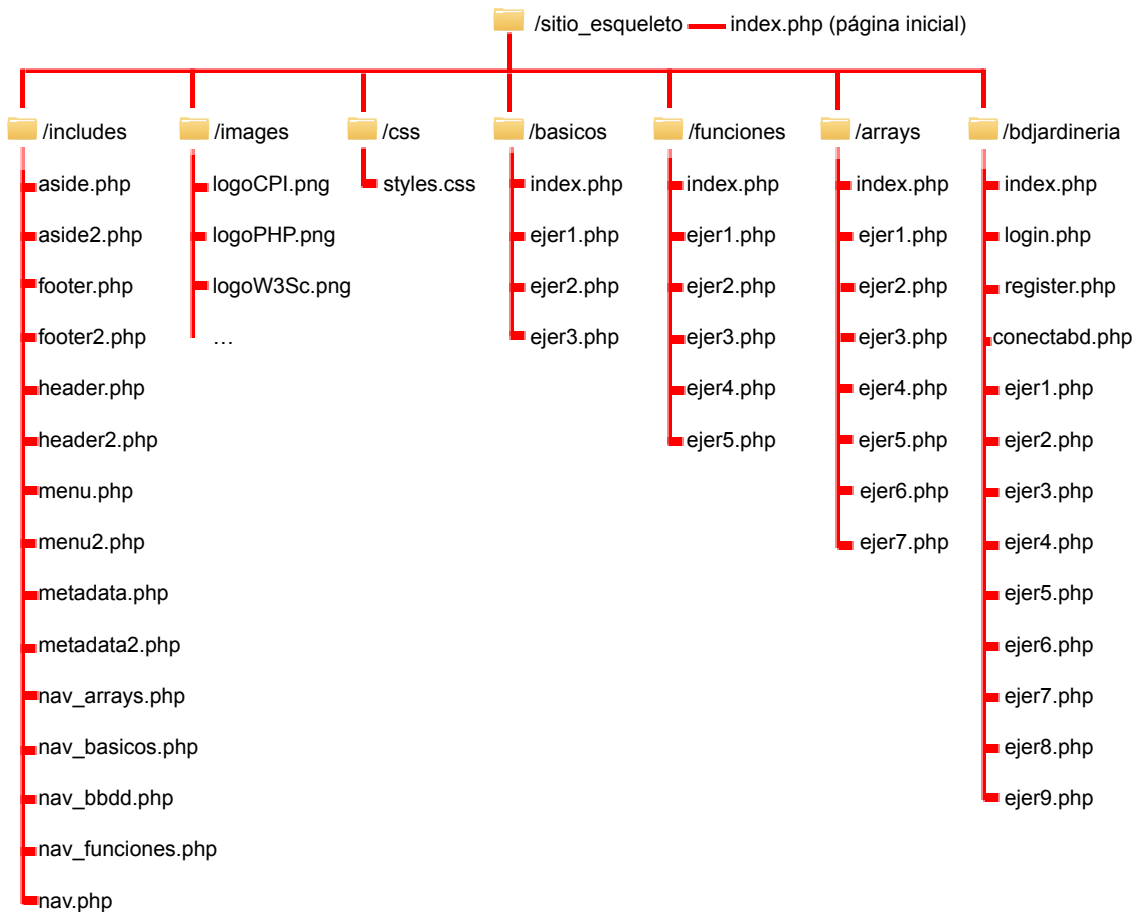 /sitio_esqueleto index.php (página inicial)
/includes
aside.php
aside2.php
footer.php
footer2.php
header.php
header2.php
menu.php
menu2.php
metadata.php
metadata2.php
nav_arrays.php
nav_basicos.php
nav_bbdd.php
nav_funciones.php
nav.php
/images
logoCPI.png
logoPHP.png
logoW3Sc.png
…
/css
styles.css
/basicos
index.php
ejer1.php
ejer2.php
ejer3.php
/funciones
index.php
ejer1.php
ejer2.php
ejer3.php
ejer4.php
ejer5.php
/arrays
index.php
ejer1.php
ejer2.php
ejer3.php
ejer4.php
ejer5.php
ejer6.php
ejer7.php
/bdjardineria
index.php
login.php
register.php
conectabd.php
ejer1.php
ejer2.php
ejer3.php
ejer4.php
ejer5.php
ejer6.php
ejer7.php
ejer8.php
ejer9.php